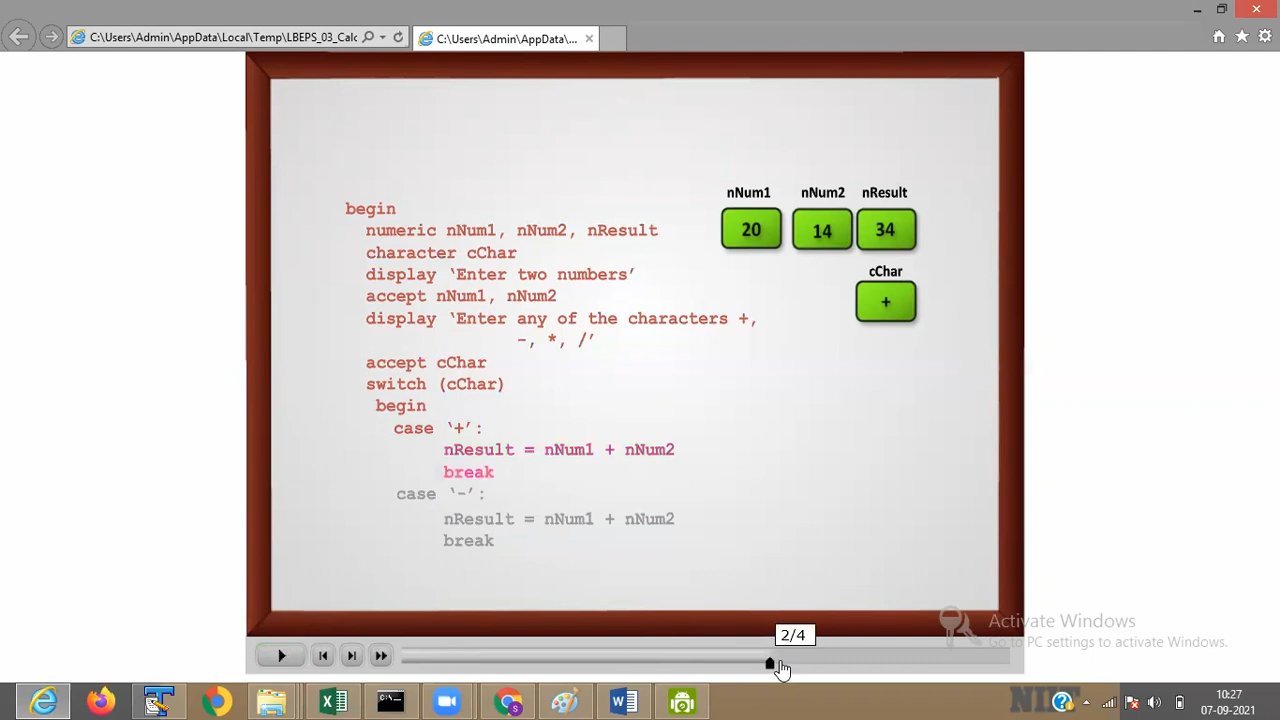 C:\Users\Admin\AppData\Local\Temp\LBEPS_03_Calc
C:\Users\Admin\AppData\...
nNum1 nNum2 nResult
20 14 34
cChar
+
begin
numeric nNum1, nNum2, nResult
character cChar
display ‘Enter two numbers’
accept nNum1, nNum2
display ‘Enter any of the characters +,
-, *, /’
accept cChar
switch (cChar)
begin
case ‘+’:
nResult = nNum1 + nNum2
break
case ‘-’:
nResult = nNum1 + nNum2
break
2/4
Activate Windows
Go to PC settings to activate Windows.
NIIT
10:27
07-09-2021